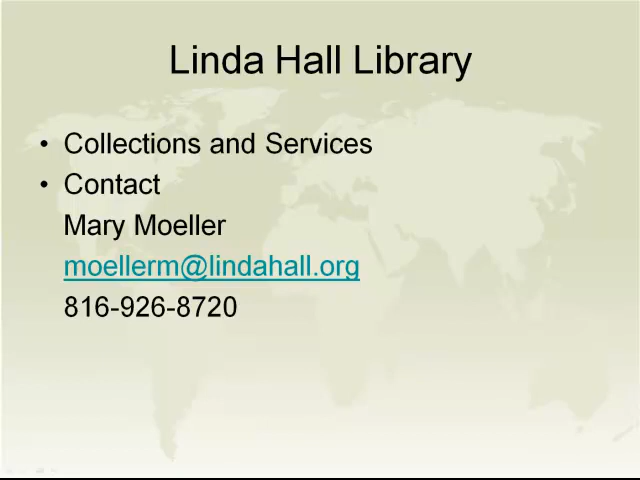 Linda Hall Library
• Collections and Services
• Contact
Mary Moeller
moellerm@lindahall.org
816-926-8720